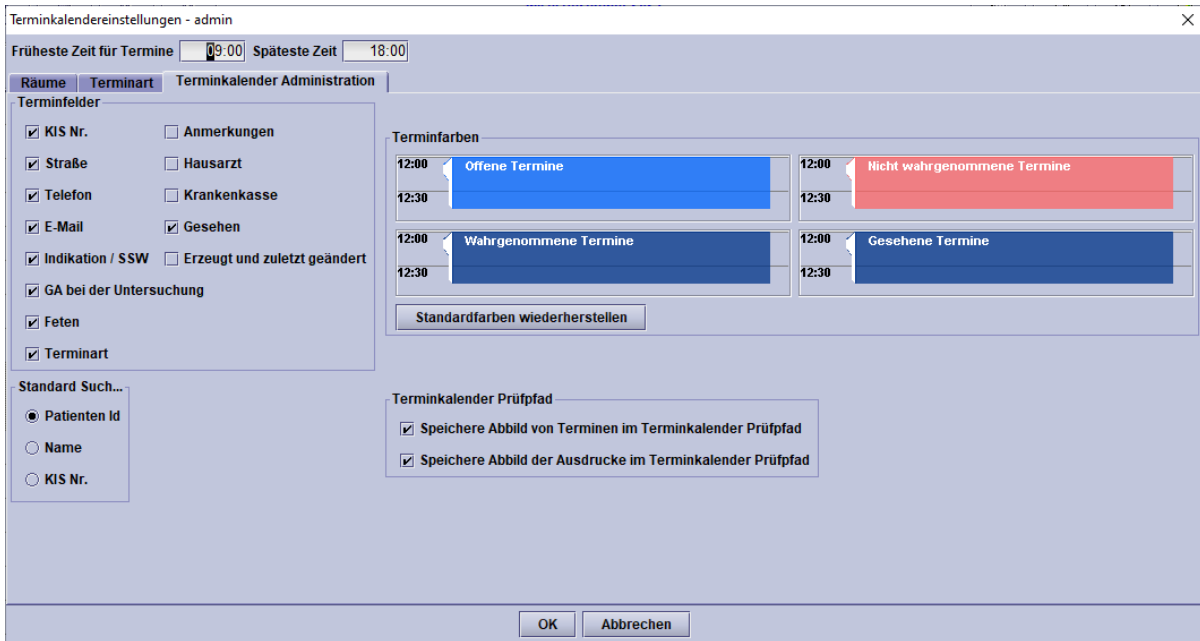 Terminkalendereinstellungen - admin
Früheste Zeit für Termine 09:00 Späteste Zeit 18:00
Räume Terminart Terminkalender Administration
Terminfelder
KIS Nr. Anmerkungen
Straße Hausarzt
Telefon Krankenkasse
E-Mail Gesehen
Indikation / SSW Erzeugt und zuletzt geändert
GA bei der Untersuchung
Feten
Terminart
Terminfarben
12:00 Offene Termine
12:30
12:00 Nicht wahrgenommene Termine
12:30
12:00 Wahrgenommene Termine
12:30
12:00 Gesehene Termine
12:30
Standardfarben wiederherstellen
Standard Such...
Patienten Id
Name
KIS Nr.
Terminkalender Prüfpfad
Speichere Abbild von Terminen im Terminkalender Prüfpfad
Speichere Abbild der Ausdrucke im Terminkalender Prüfpfad
OK Abbrechen